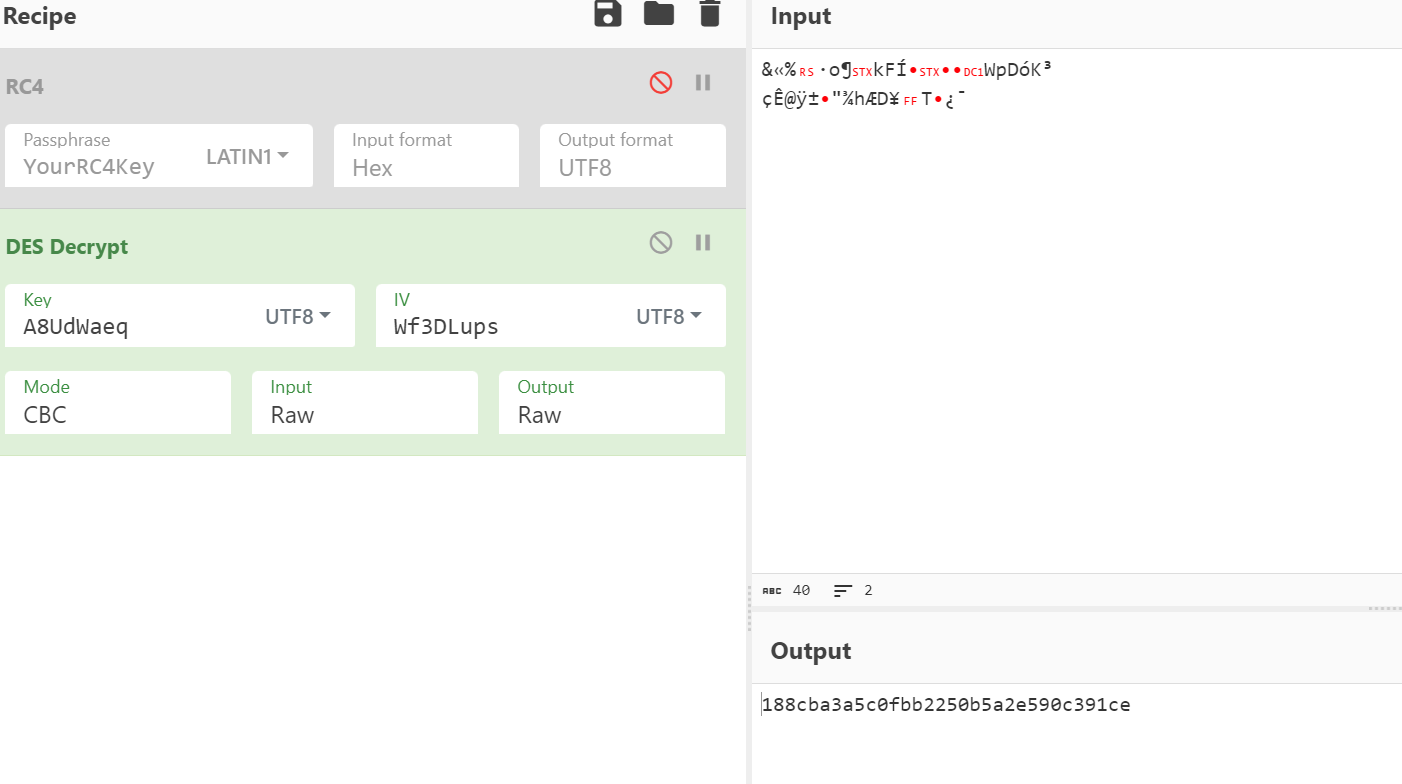 Recipe
RC4
Passphrase
YourRC4Key
LATIN1
Input format
Hex
Output format
UTF8
DES Decrypt
Key
A8UdWaeq
UTF8
IV
Wf3DLups
UTF8
Mode
CBC
Input
Raw
Output
Raw
Input
&«%RS·o¶STXkFÍ•STX••DC1WpDóK³
çÊ@ÿ±•"¾hÆD¥FFT•¿¯
ABC 40 2
Output
188cba3a5c0fbb2250b5a2e590c391ce